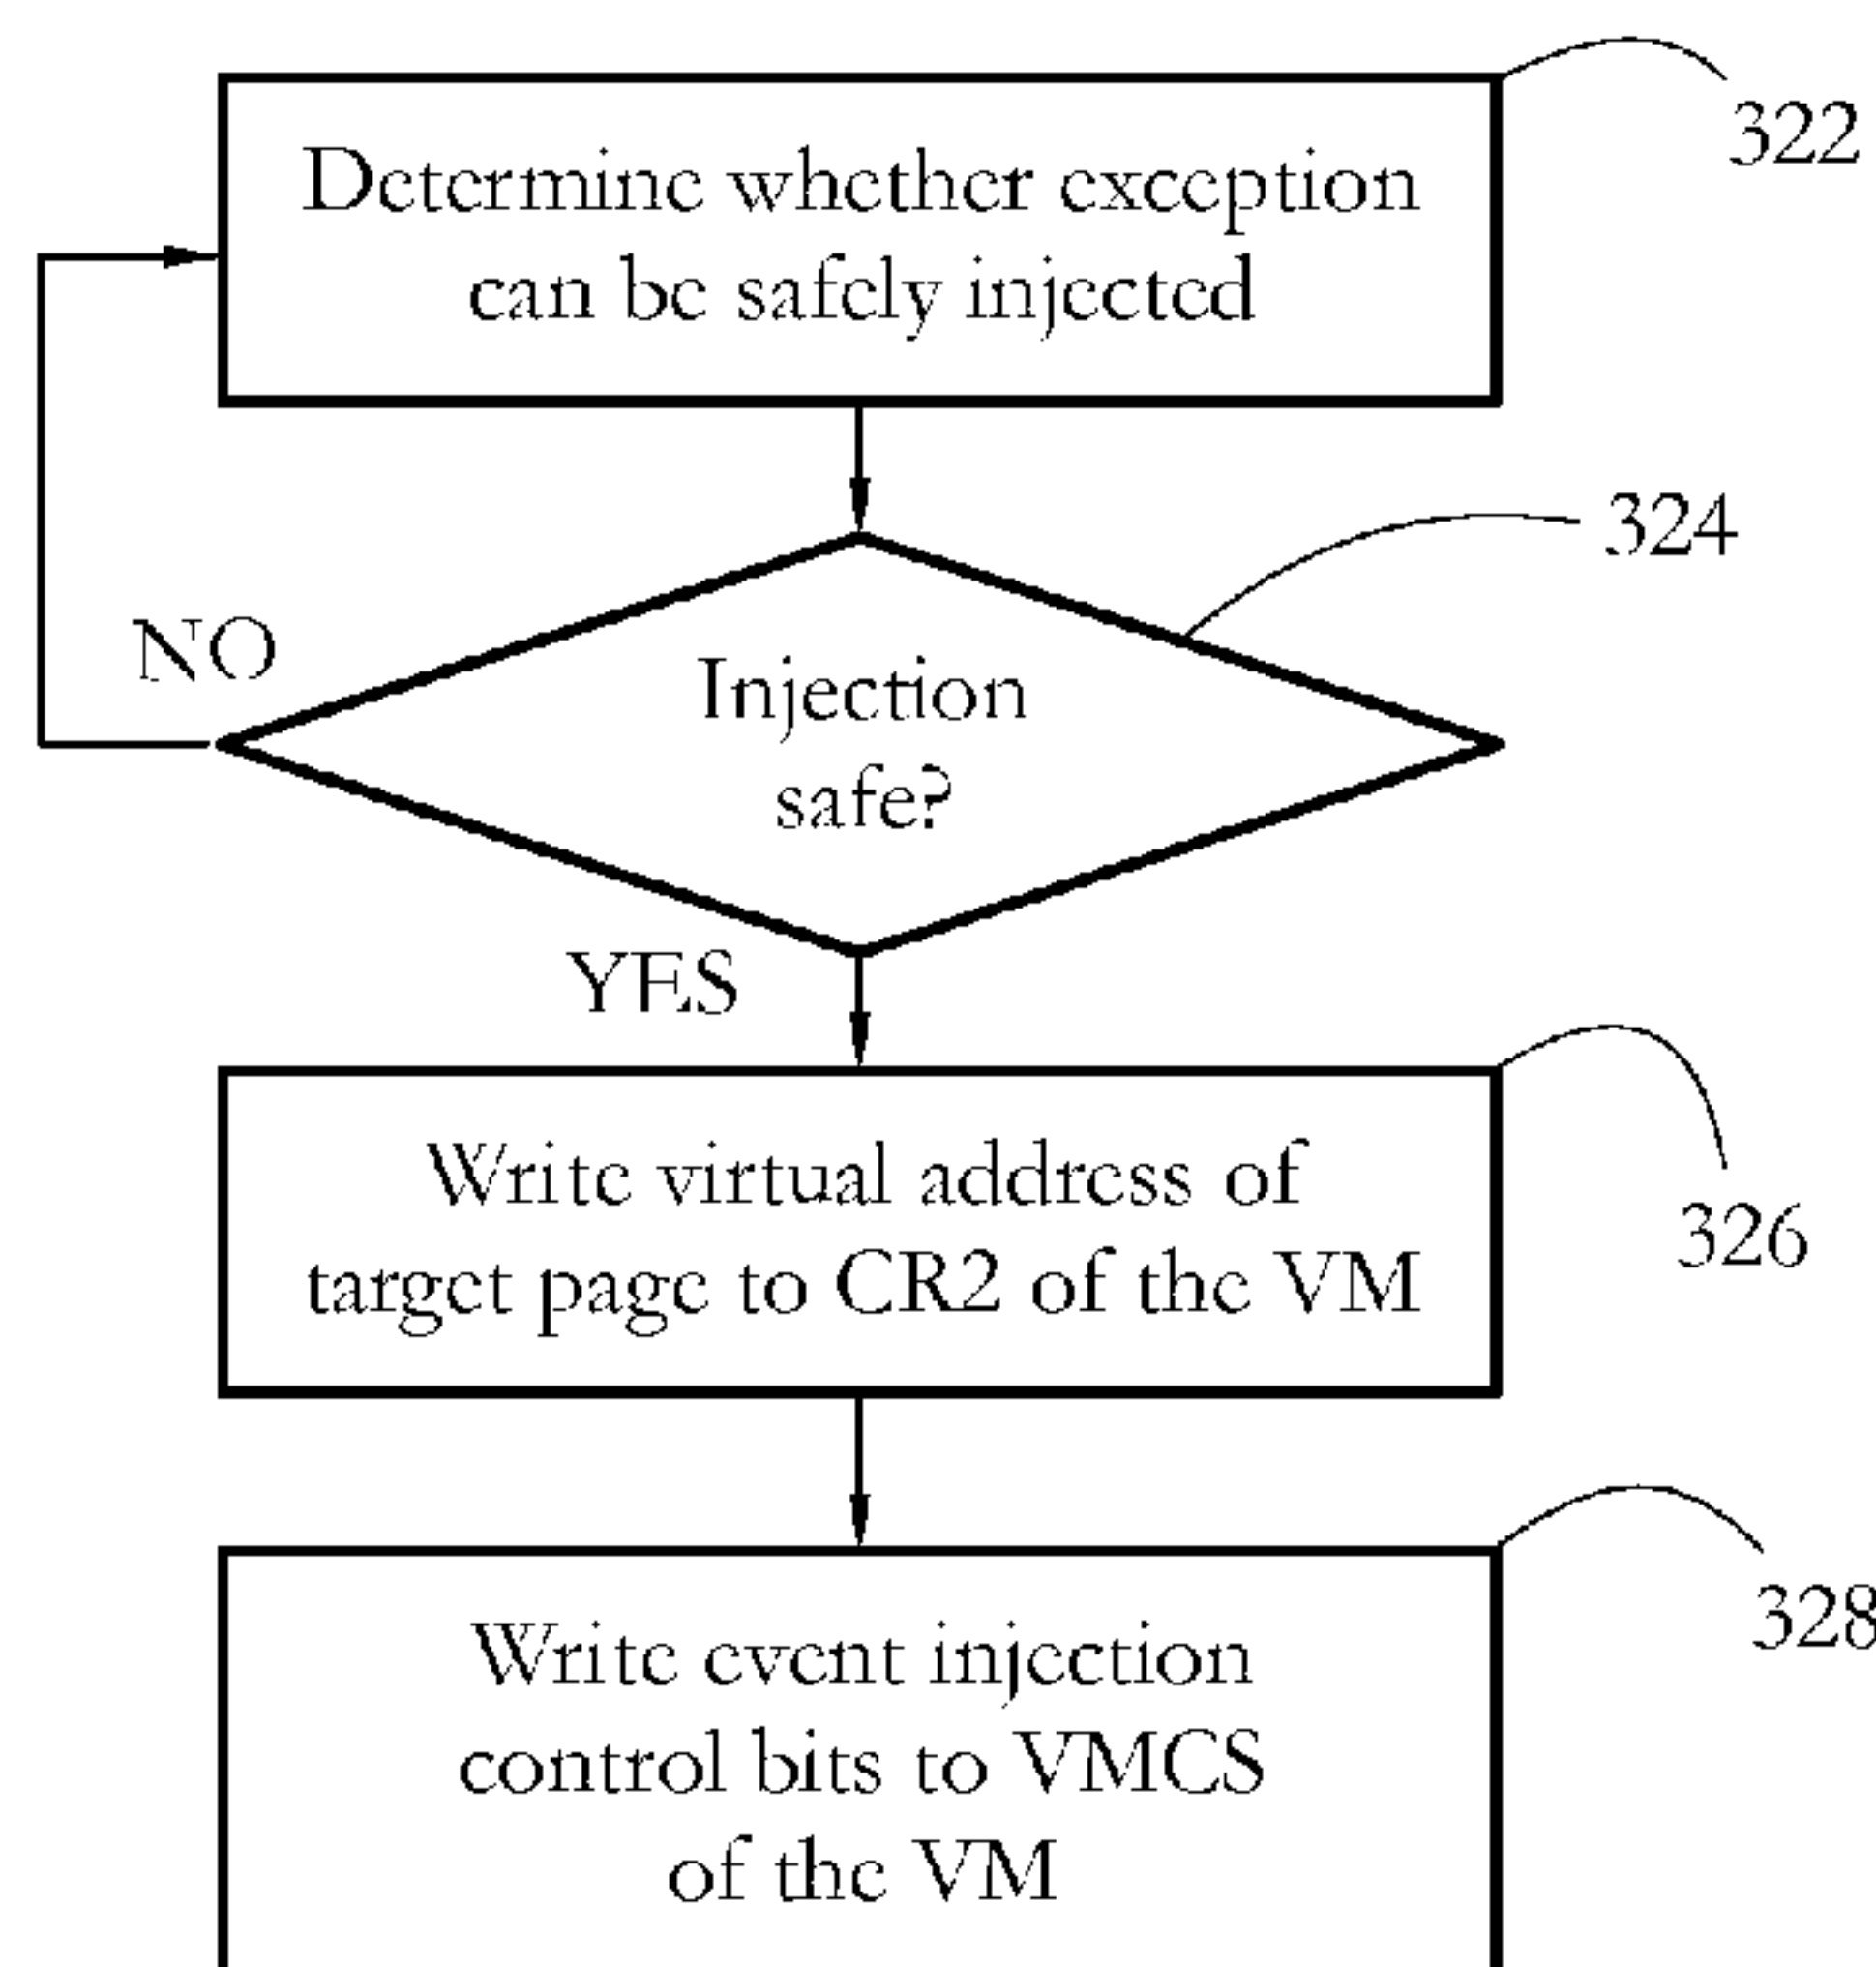 322
Determine whether exception
can be safely injected
324
NO
Injection
safe?
YES
326
Write virtual address of
target page to CR2 of the VM
328
Write event injection
control bits to VMCS
of the VM